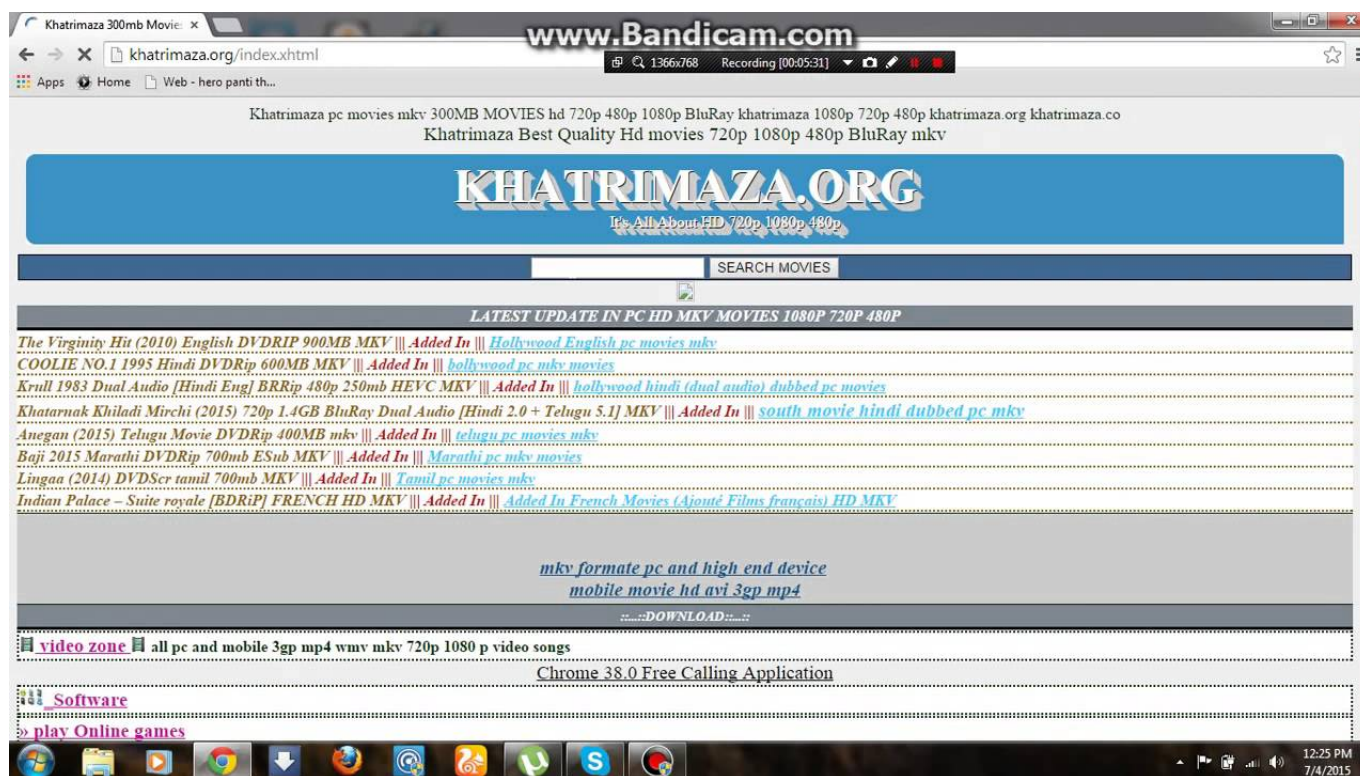 Khatrimaza 300mb Movie
www.Bandicam.com
khatrimaza.org/index.xhtml
1366x768 Recording [00:05:31]
Apps Home Web - hero panti th...
Khatrimaza pc movies mkv 300MB MOVIES hd 720p 480p 1080p BluRay khatrimaza 1080p 720p 480p khatrimaza.org khatrimaza.co
Khatrimaza Best Quality Hd movies 720p 1080p 480p BluRay mkv
KHATRIMAZA.ORG
It's All About HD 720p 1080p 480p
SEARCH MOVIES
LATEST UPDATE IN PC HD MKV MOVIES 1080P 720P 480P
The Virginity Hit (2010) English DVDRIP 900MB MKV ||| Added In ||| Hollywood English pc movies mkv
COOLIE NO.1 1995 Hindi DVDRip 600MB MKV ||| Added In ||| bollywood pc mkv movies
Krull 1983 Dual Audio [Hindi Eng] BRRip 480p 250mb HEVC MKV ||| Added In ||| hollywood hindi (dual audio) dubbed pc movies
Khatarnak Khiladi Mirchi (2015) 720p 1.4GB BluRay Dual Audio [Hindi 2.0 + Telugu 5.1] MKV ||| Added In ||| south movie hindi dubbed pc mkv
Anegan (2015) Telugu Movie DVDRip 400MB mkv ||| Added In ||| telugu pc movies mkv
Baji 2015 Marathi DVDRip 700mb ESub MKV ||| Added In ||| Marathi pc mkv movies
Lingaa (2014) DVDScr tamil 700mb MKV ||| Added In ||| Tamil pc movies mkv
Indian Palace – Suite royale [BDRiP] FRENCH HD MKV ||| Added In ||| Added In French Movies (Ajouté Films français) HD MKV
mkv formate pc and high end device
mobile movie hd avi 3gp mp4
::...::DOWNLOAD::...::
video zone all pc and mobile 3gp mp4 wmv mkv 720p 1080 p video songs
Chrome 38.0 Free Calling Application
Software
» play Online games
12:25 PM
7/4/2015